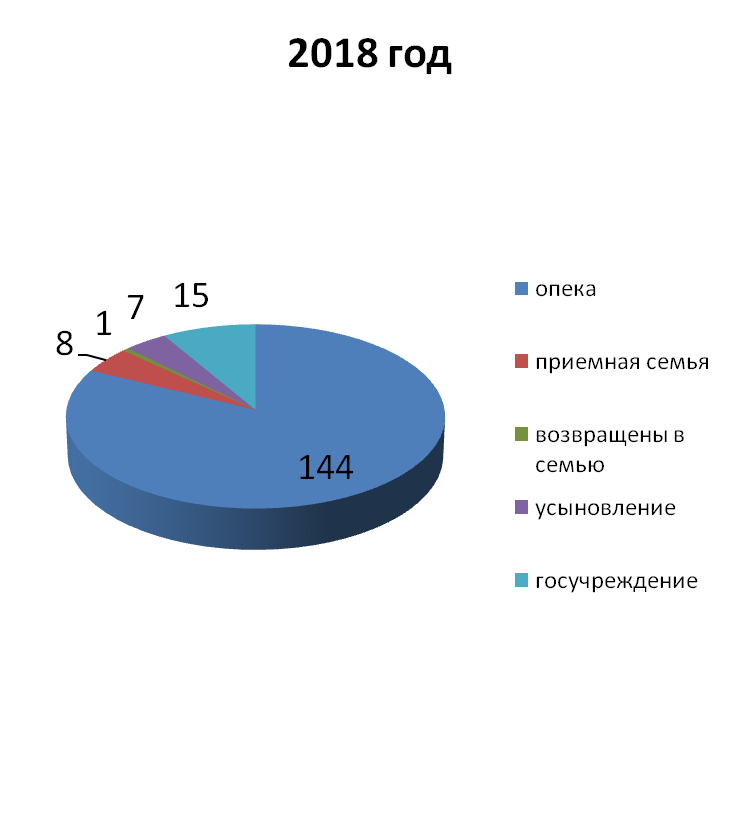 2018 год
15
7
1
8
144
опека
приемная семья
возвращены в
семью
усыновление
госучреждение